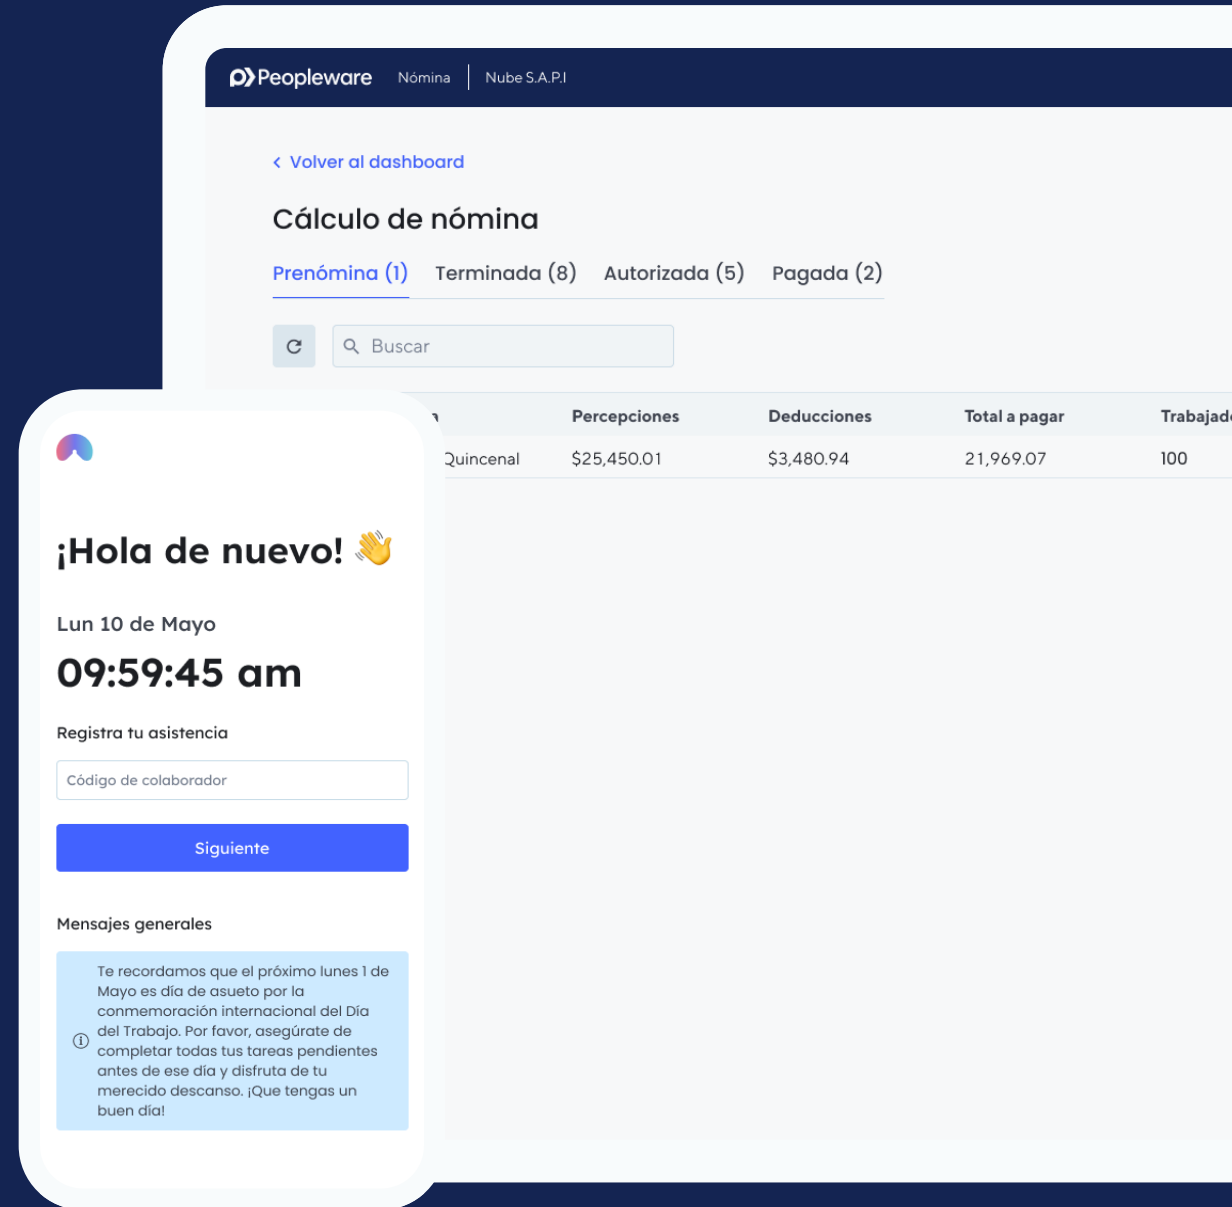 Peopleware Nómina Nube S.A.P.I
Volver al dashboard
Cálculo de nómina
Prenómina (1) Terminada (8) Autorizada (5) Pagada (2)
Buscar
Percepciones Deducciones Total a pagar
Quincenal $25,450.01 $3,480.94 21,969.07 100
¡Hola de nuevo! 👋
Lun 10 de Mayo
09:59:45 am
Registra tu asistencia
Código de colaborador
Siguiente
Mensajes generales
Te recordamos que el próximo lunes 1 de
Mayo es día de asueto por la
conmemoración internacional del Día
del Trabajo. Por favor, asegúrate de
completar todas tus tareas pendientes
antes de ese día y disfruta de tu
merecido descanso. ¡Que tengas un
buen día!